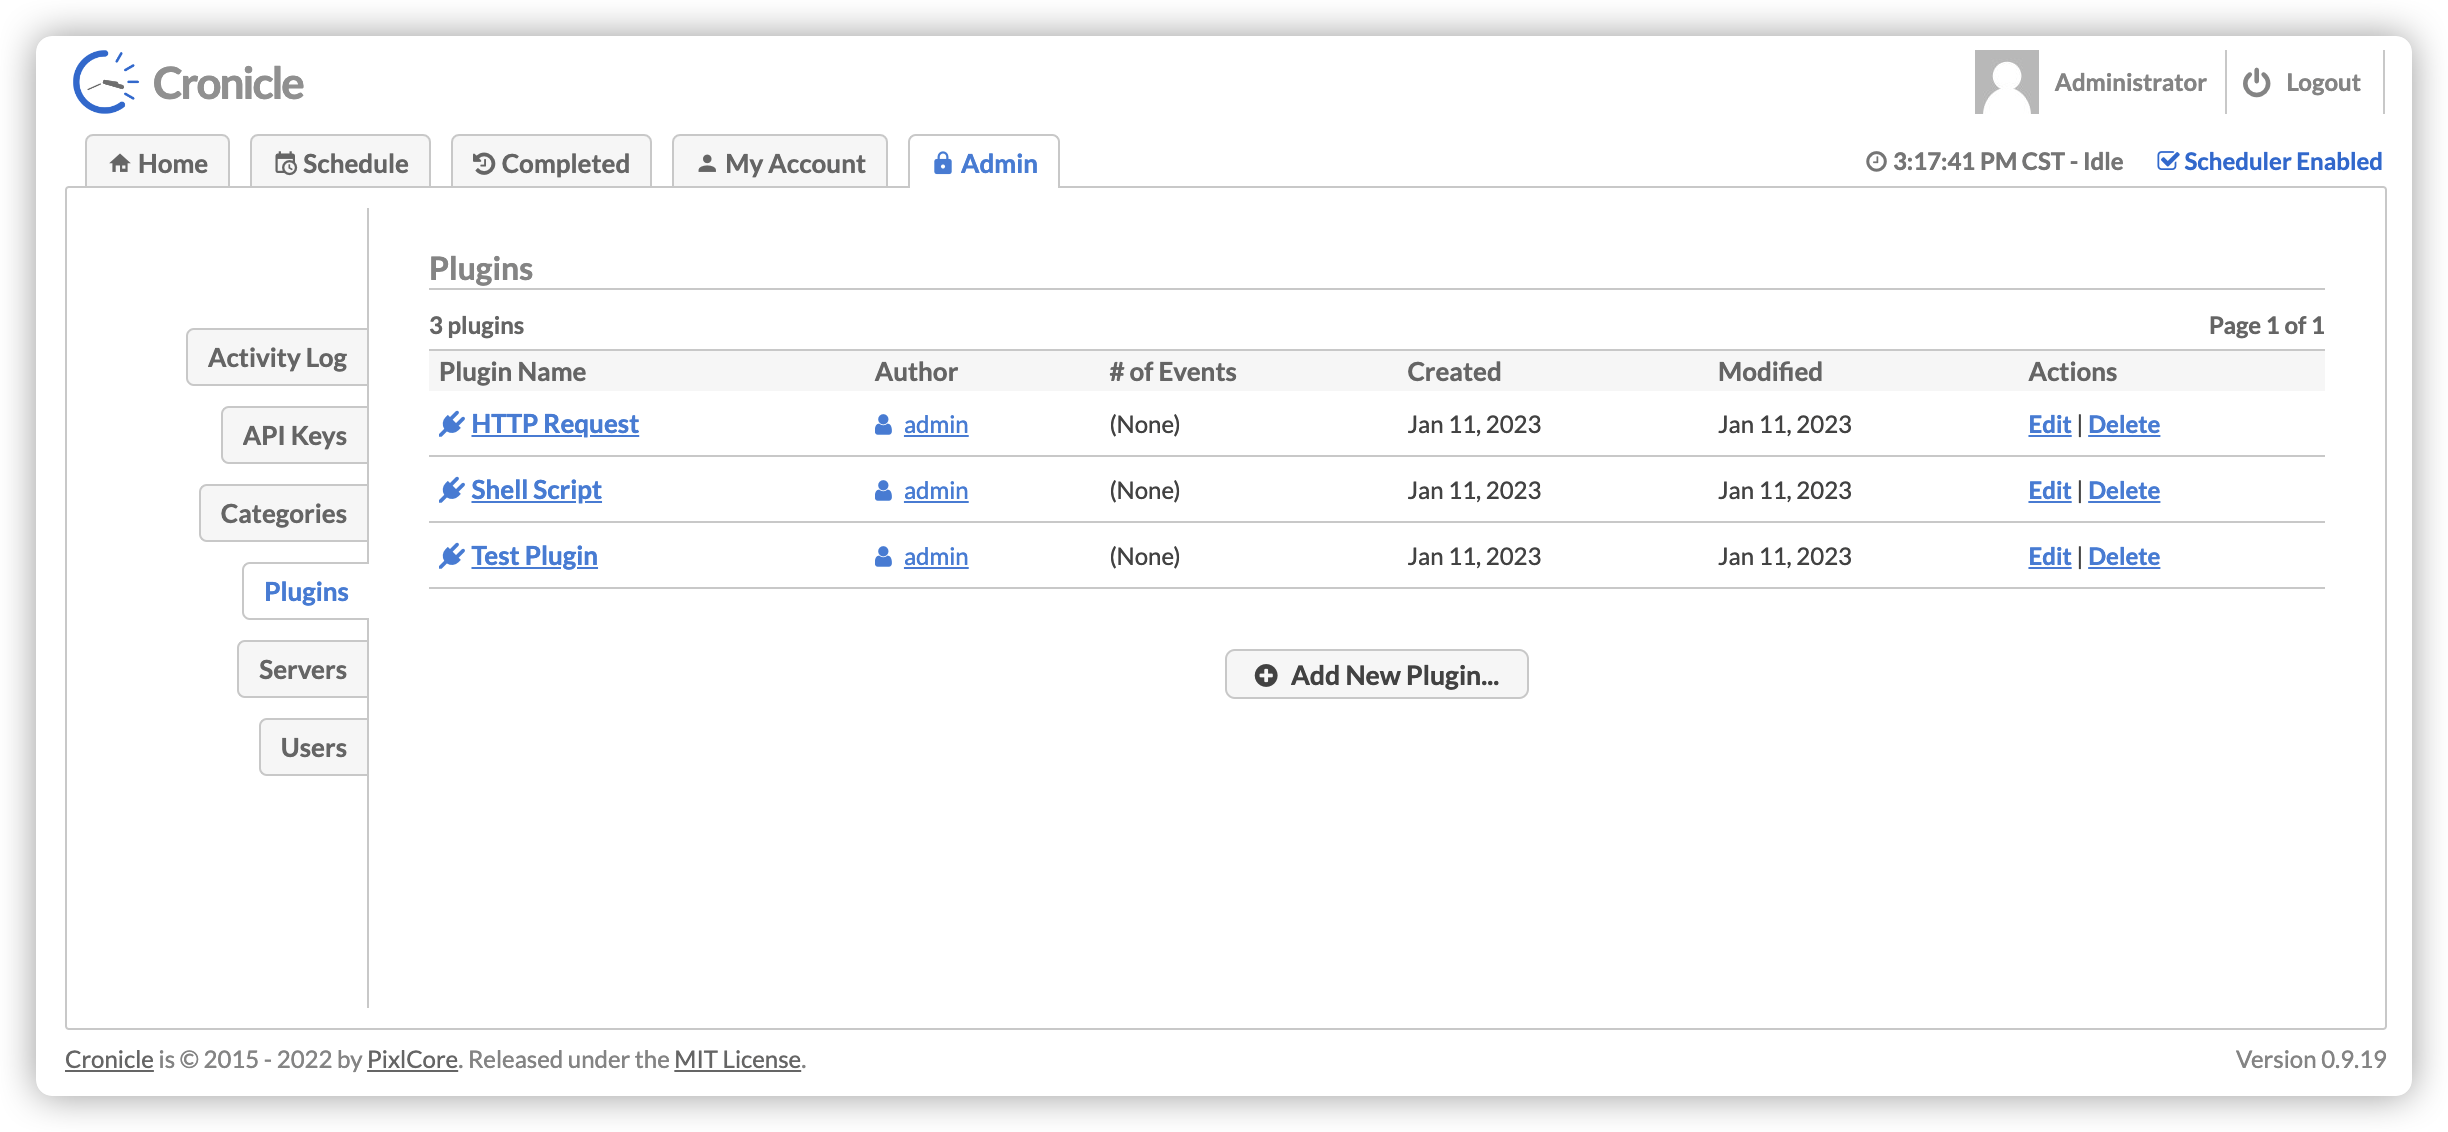 Cronicle
Administrator
Logout
Home
Schedule
Completed
My Account
Admin
3:17:41 PM CST - Idle
Scheduler Enabled
Activity Log
API Keys
Categories
Plugins
Servers
Users
Plugins
3 plugins
Page 1 of 1
Plugin Name Author # of Events Created Modified Actions
HTTP Request admin (None) Jan 11, 2023 Jan 11, 2023 Edit | Delete
Shell Script admin (None) Jan 11, 2023 Jan 11, 2023 Edit | Delete
Test Plugin admin (None) Jan 11, 2023 Jan 11, 2023 Edit | Delete
Add New Plugin...
Cronicle is © 2015 - 2022 by PixlCore. Released under the MIT License.
Version 0.9.19